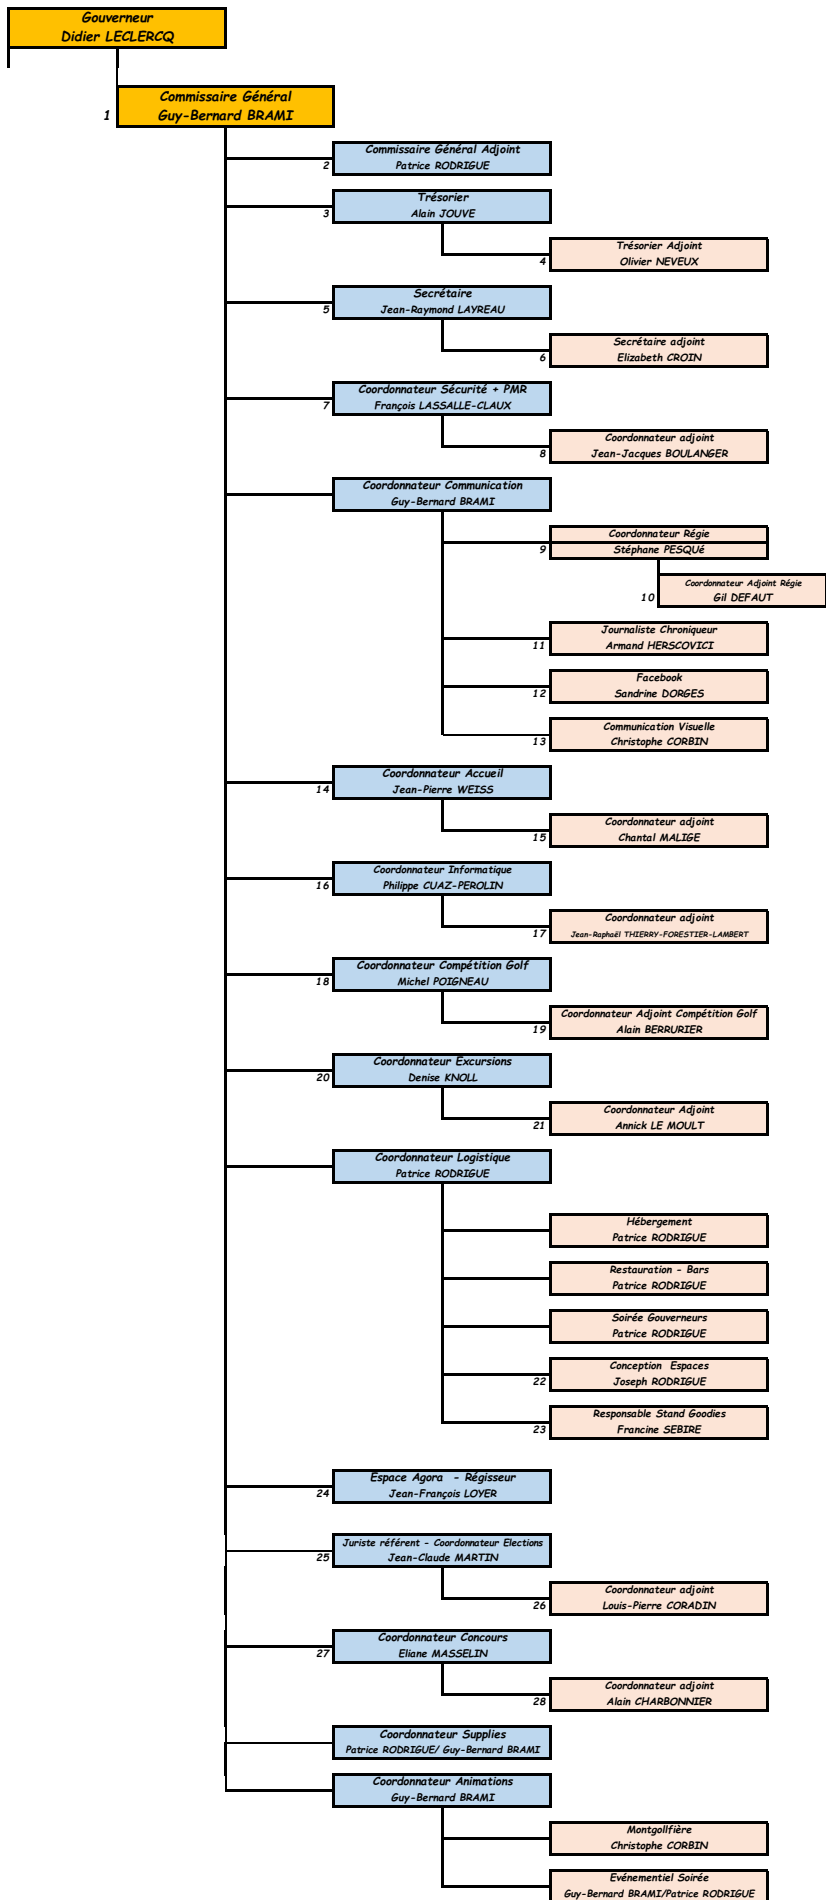 Gouverneur
Didier LECLERCQ
Commissaire Général
1 Guy-Bernard BRAMI
Commissaire Général Adjoint
2 Patrice RODRIGUE
Trésorier
3 Alain JOUVE
Trésorier Adjoint
4 Olivier NEVEUX
Secrétaire
5 Jean-Raymond LAYREAU
Secrétaire adjoint
6 Elizabeth CROIN
Coordonnateur Sécurité + PMR
7 François LASSALLE-CLAUX
Coordonnateur adjoint
8 Jean-Jacques BOULANGER
Coordonnateur Communication
Guy-Bernard BRAMI
Coordonnateur Régie
9 Stéphane PESQUé
Coordonnateur Adjoint Régie
10 Gil DEFAUT
Journaliste Chroniqueur
11 Armand HERSCOVICI
Facebook
12 Sandrine DORGES
Communication Visuelle
13 Christophe CORBIN
Coordonnateur Accueil
14 Jean-Pierre WEISS
Coordonnateur adjoint
15 Chantal MALIGE
Coordonnateur Informatique
16 Philippe CUAZ-PEROLIN
Coordonnateur adjoint
17 Jean-Raphaël THIERRY-FORESTIER-LAMBERT
Coordonnateur Compétition Golf
18 Michel POIGNEAU
Coordonnateur Adjoint Compétition Golf
19 Alain BERRURIER
Coordonnateur Excursions
20 Denise KNOLL
Coordonnateur Adjoint
21 Annick LE MOULT
Coordonnateur Logistique
Patrice RODRIGUE
Hébergement
Patrice RODRIGUE
Restauration - Bars
Patrice RODRIGUE
Soirée Gouverneurs
Patrice RODRIGUE
Conception Espaces
22 Joseph RODRIGUE
Responsable Stand Goodies
23 Francine SEBIRE
Espace Agora - Régisseur
24 Jean-François LOYER
Juriste référent - Coordonnateur Elections
25 Jean-Claude MARTIN
Coordonnateur adjoint
26 Louis-Pierre CORADIN
Coordonnateur Concours
27 Eliane MASSELIN
Coordonnateur adjoint
28 Alain CHARBONNIER
Coordonnateur Supplies
Patrice RODRIGUE/ Guy-Bernard BRAMI
Coordonnateur Animations
Guy-Bernard BRAMI
Montgollfière
Christophe CORBIN
Evénementiel Soirée
Guy-Bernard BRAMI/Patrice RODRIGUE